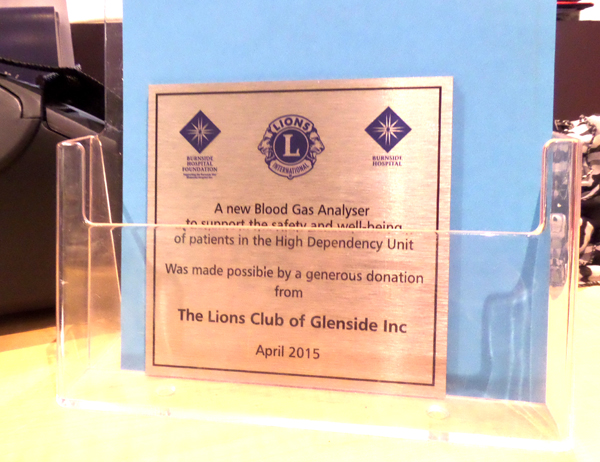 BURNSIDE
HOSPITAL
FOUNDATION
LIONS
L
INTERNATIONAL
BURNSIDE
HOSPITAL
A new Blood Gas Analyser
to support the safety and well-being
of patients in the High Dependency Unit
Was made possible by a generous donation
from
The Lions Club of Glenside Inc
April 2015